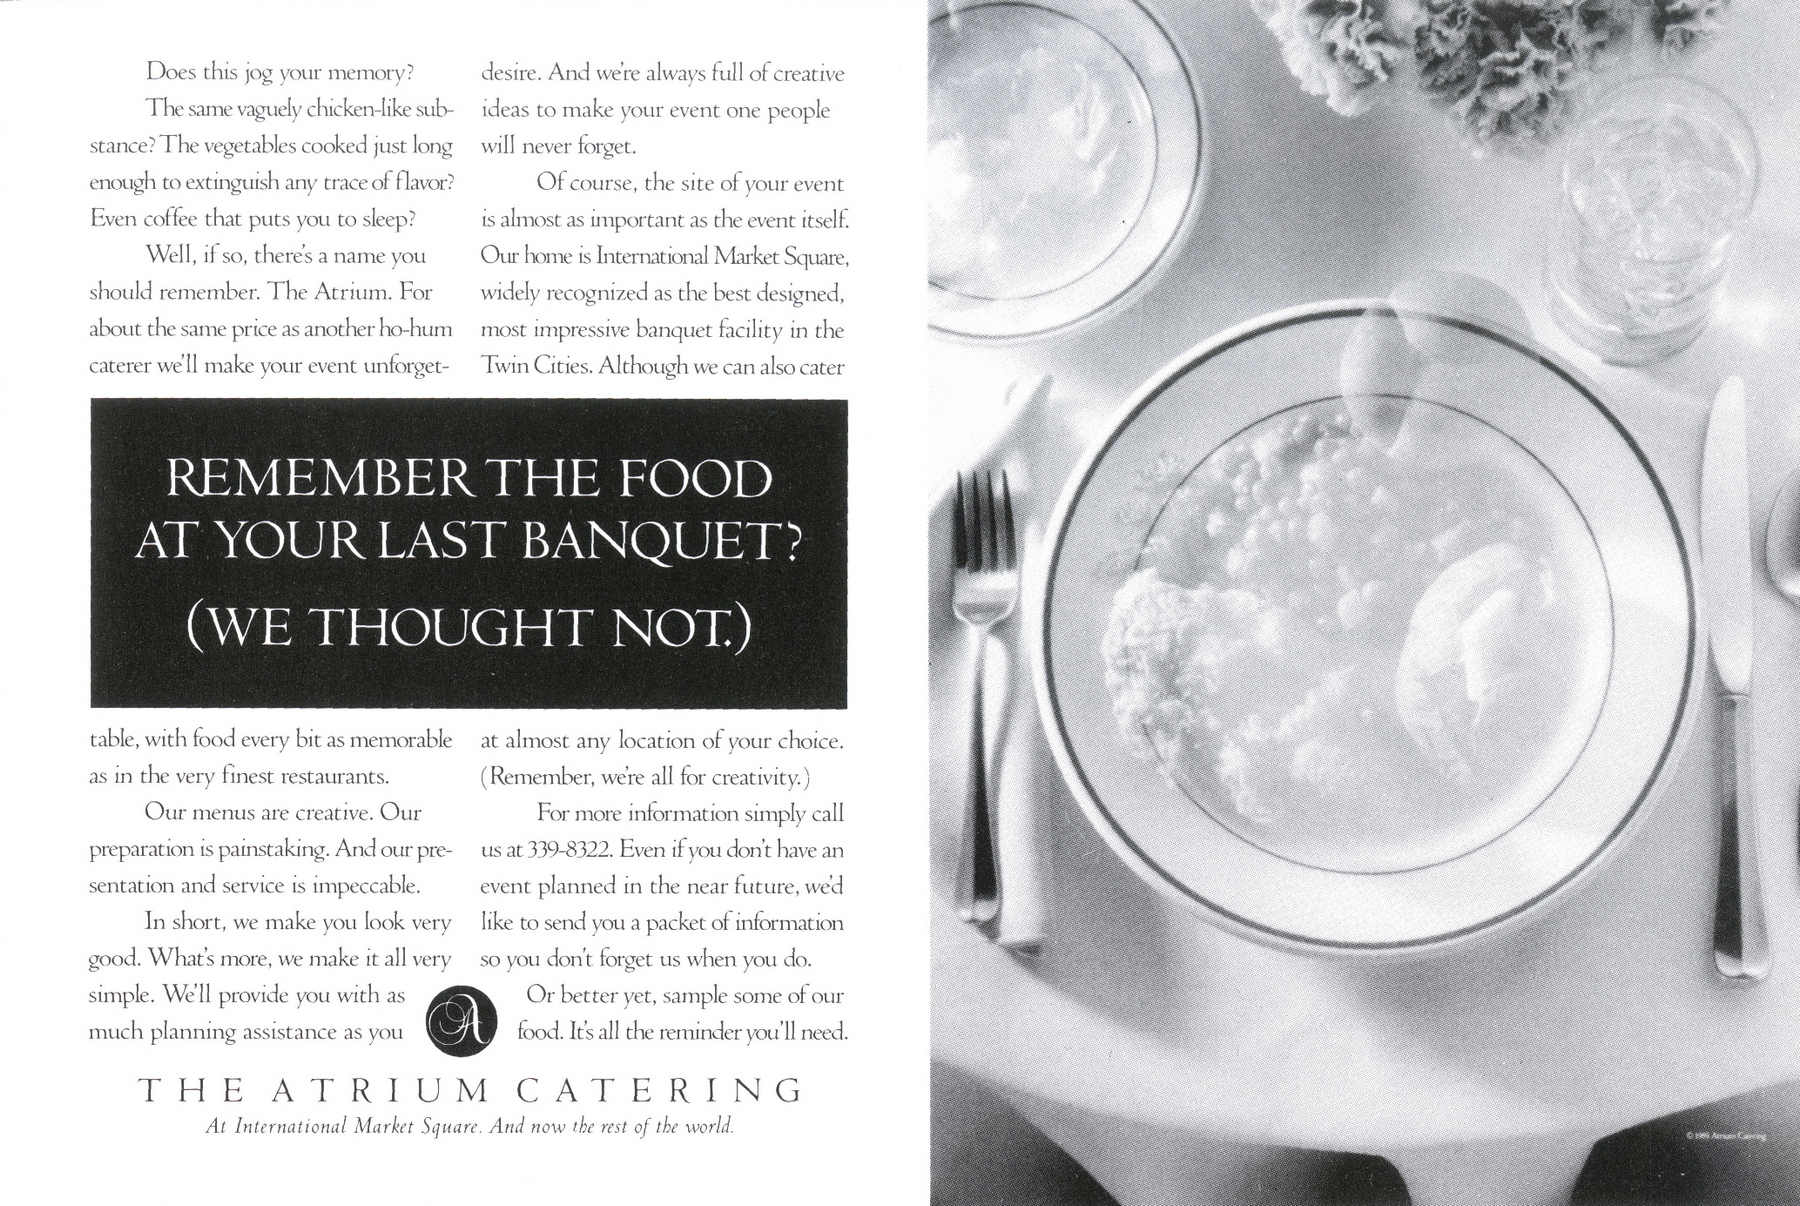 Does this jog your memory?
The same vaguely chicken-like sub-
stance? The vegetables cooked just long
enough to extinguish any trace of flavor?
Even coffee that puts you to sleep?
Well, if so, there's a name you
should remember. The Atrium. For
about the same price as another ho-hum
caterer we'll make your event unforget-
REMEMBER THE FOOD
AT YOUR LAST BANQUET?
(WE THOUGHT NOT.)
table, with food every bit as memorable
as in the very finest restaurants.
Our menus are creative. Our
preparation is painstaking. And our pre-
sentation and service is impeccable.
In short, we make you look very
good. What's more, we make it all very
simple. We'll provide you with as
much planning assistance as you
desire. And we're always full of creative
ideas to make your event one people
will never forget.
Of course, the site of your event
is almost as important as the event itself.
Our home is International Market Square,
widely recognized as the best designed,
most impressive banquet facility in the
Twin Cities. Although we can also cater
at almost any location of your choice.
(Remember, we're all for creativity.)
For more information simply call
us at 339-8322. Even if you don't have an
event planned in the near future, we'd
like to send you a packet of information
so you don't forget us when you do.
Or better yet, sample some of our
food. It's all the reminder you'll need.
A
THE ATRIUM CATERING
At International Market Square. And now the rest of the world.
© 1989 Atrium Catering